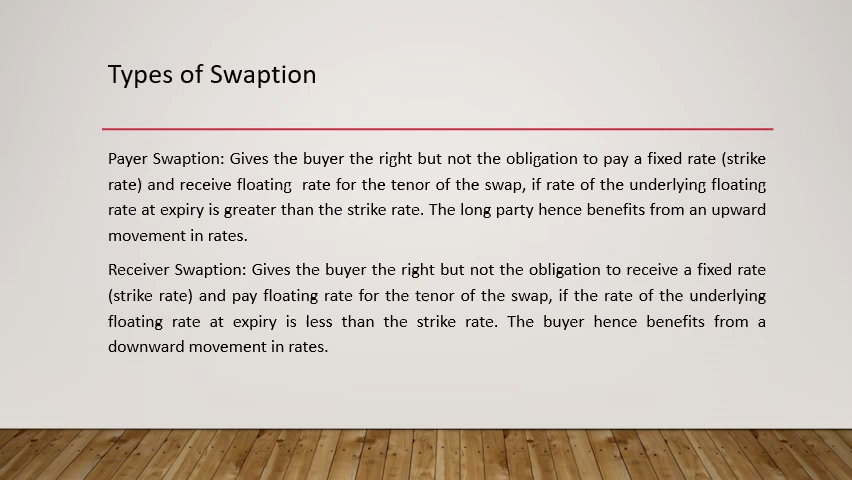 Types of Swaption
Payer Swaption: Gives the buyer the right but not the obligation to pay a fixed rate (strike
rate) and receive floating  rate for the tenor of the swap, if rate of the underlying floating
rate at expiry is greater than the strike rate. The long party hence benefits from an upward
movement in rates.
Receiver Swaption: Gives the buyer the right but not the obligation to receive a fixed rate
(strike rate) and pay floating rate for the tenor of the swap, if the rate of the underlying
floating rate at expiry is less than the strike rate. The buyer hence benefits from a
downward movement in rates.